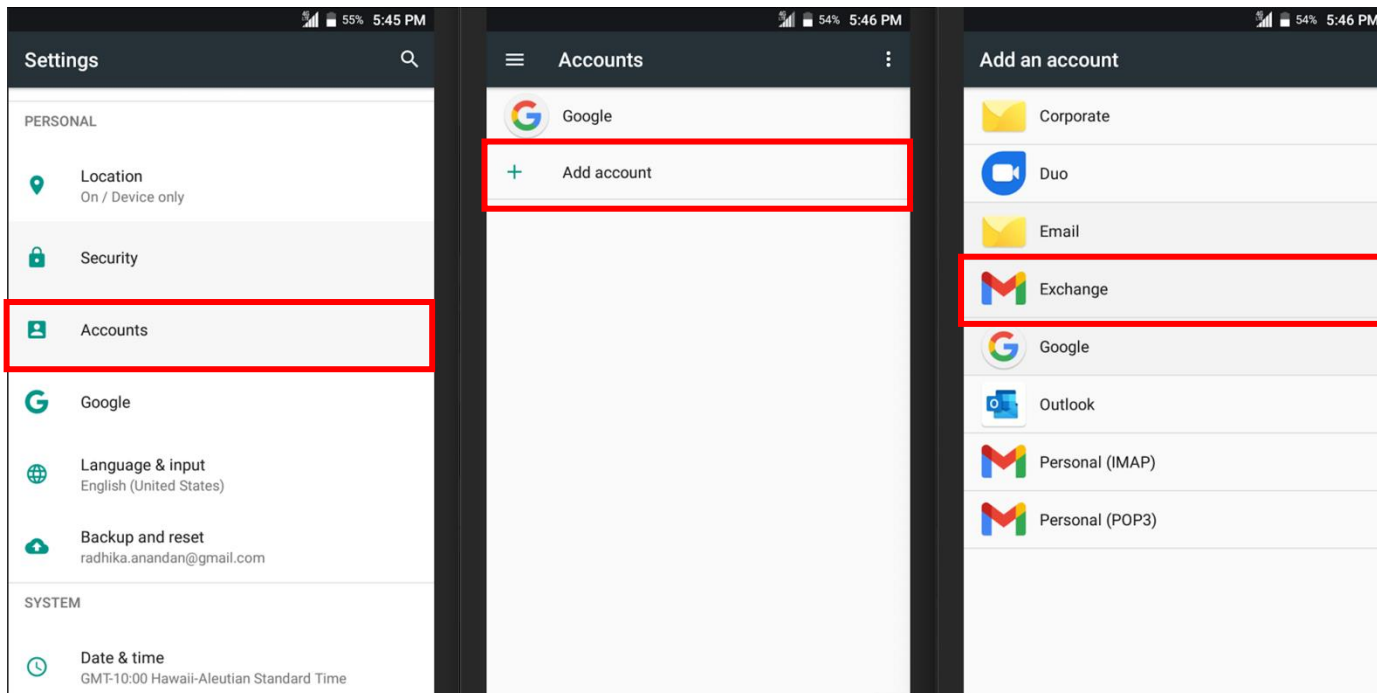 55% 5:45 PM
Settings
PERSONAL
Location
On / Device only
Security
Accounts
Google
Language & input
English (United States)
Backup and reset
radhika.anandan@gmail.com
SYSTEM
Date & time
GMT-10:00 Hawaii-Aleutian Standard Time
54% 5:46 PM
Accounts
Google
Add account
54% 5:46 PM
Add an account
Corporate
Duo
Email
Exchange
Google
Outlook
Personal (IMAP)
Personal (POP3)